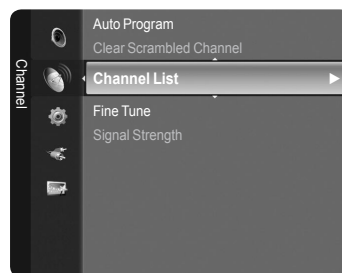 Channel
Auto Program
Clear Scrambled Channel
Channel List
Fine Tune
Signal Strength